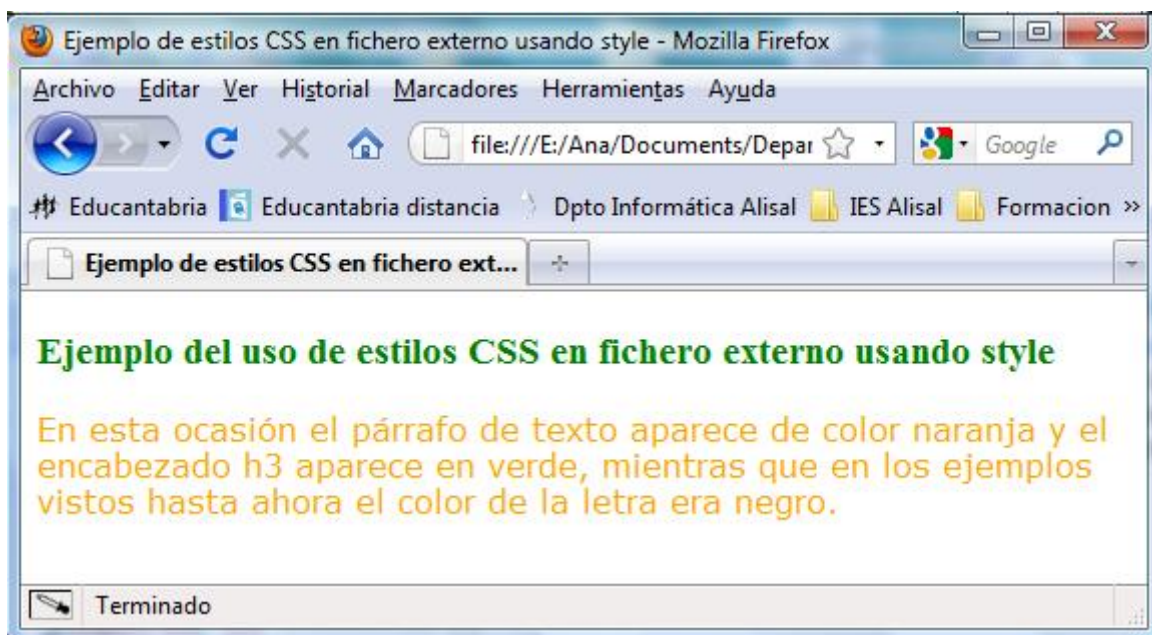 Ejemplo de estilos CSS en fichero externo usando style - Mozilla Firefox
Archivo Editar Ver Historial Marcadores Herramientas Ayuda
file:///E:/Ana/Documents/Depar Google
Educantabria Educantabria distancia Dpto Informática Alisal IES Alisal Formacion »
Ejemplo de estilos CSS en fichero ext...
Ejemplo del uso de estilos CSS en fichero externo usando style
En esta ocasión el párrafo de texto aparece de color naranja y el
encabezado h3 aparece en verde, mientras que en los ejemplos
vistos hasta ahora el color de la letra era negro.
Terminado